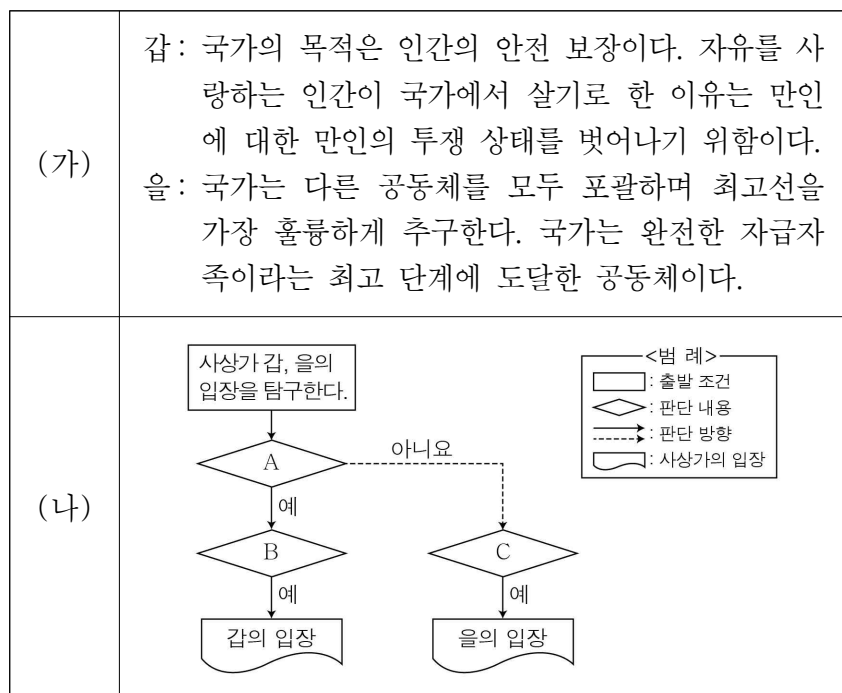 (가)
갑: 국가의 목적은 인간의 안전 보장이다. 자유를 사
랑하는 인간이 국가에서 살기로 한 이유는 만인
에 대한 만인의 투쟁 상태를 벗어나기 위함이다.
을: 국가는 다른 공동체를 모두 포괄하며 최고선을
가장 훌륭하게 추구한다. 국가는 완전한 자급자
족이라는 최고 단계에 도달한 공동체이다.
(나)
사상가 갑, 을의
입장을 탐구한다.
<범 례>
: 출발 조건
: 판단 내용
: 판단 방향
: 사상가의 입장
A
아니요
예
B
C
예
예
갑의 입장
을의 입장